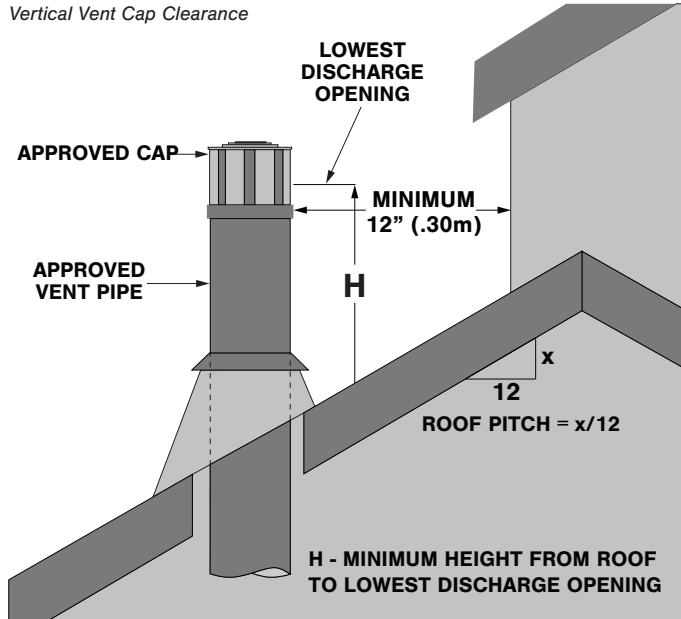 Vertical Vent Cap Clearance
LOWEST
DISCHARGE
OPENING
APPROVED CAP
MINIMUM
12” (.30m)
APPROVED
VENT PIPE
H
x
12
ROOF PITCH = x/12
H - MINIMUM HEIGHT FROM ROOF
TO LOWEST DISCHARGE OPENING